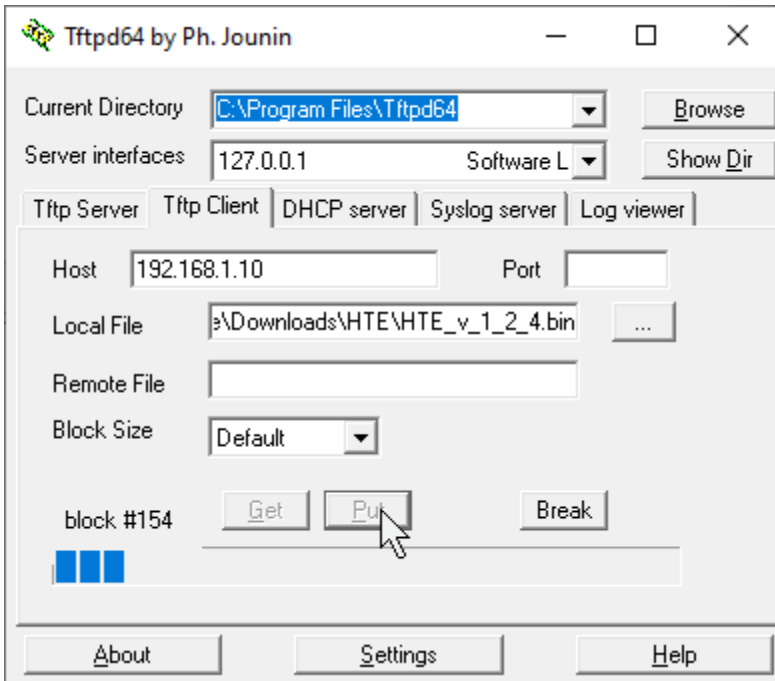 Tftpd64 by Ph. Jounin
Current Directory C:\Program Files\Tftpd64 Browse
Server interfaces 127.0.0.1 Software L Show Dir
Tftp Server Tftp Client DHCP server Syslog server Log viewer
Host 192.168.1.10 Port
Local File e\Downloads\HTE\HTE_v_1_2_4.bin ...
Remote File
Block Size Default
block #154 Get Put Break
About Settings Help